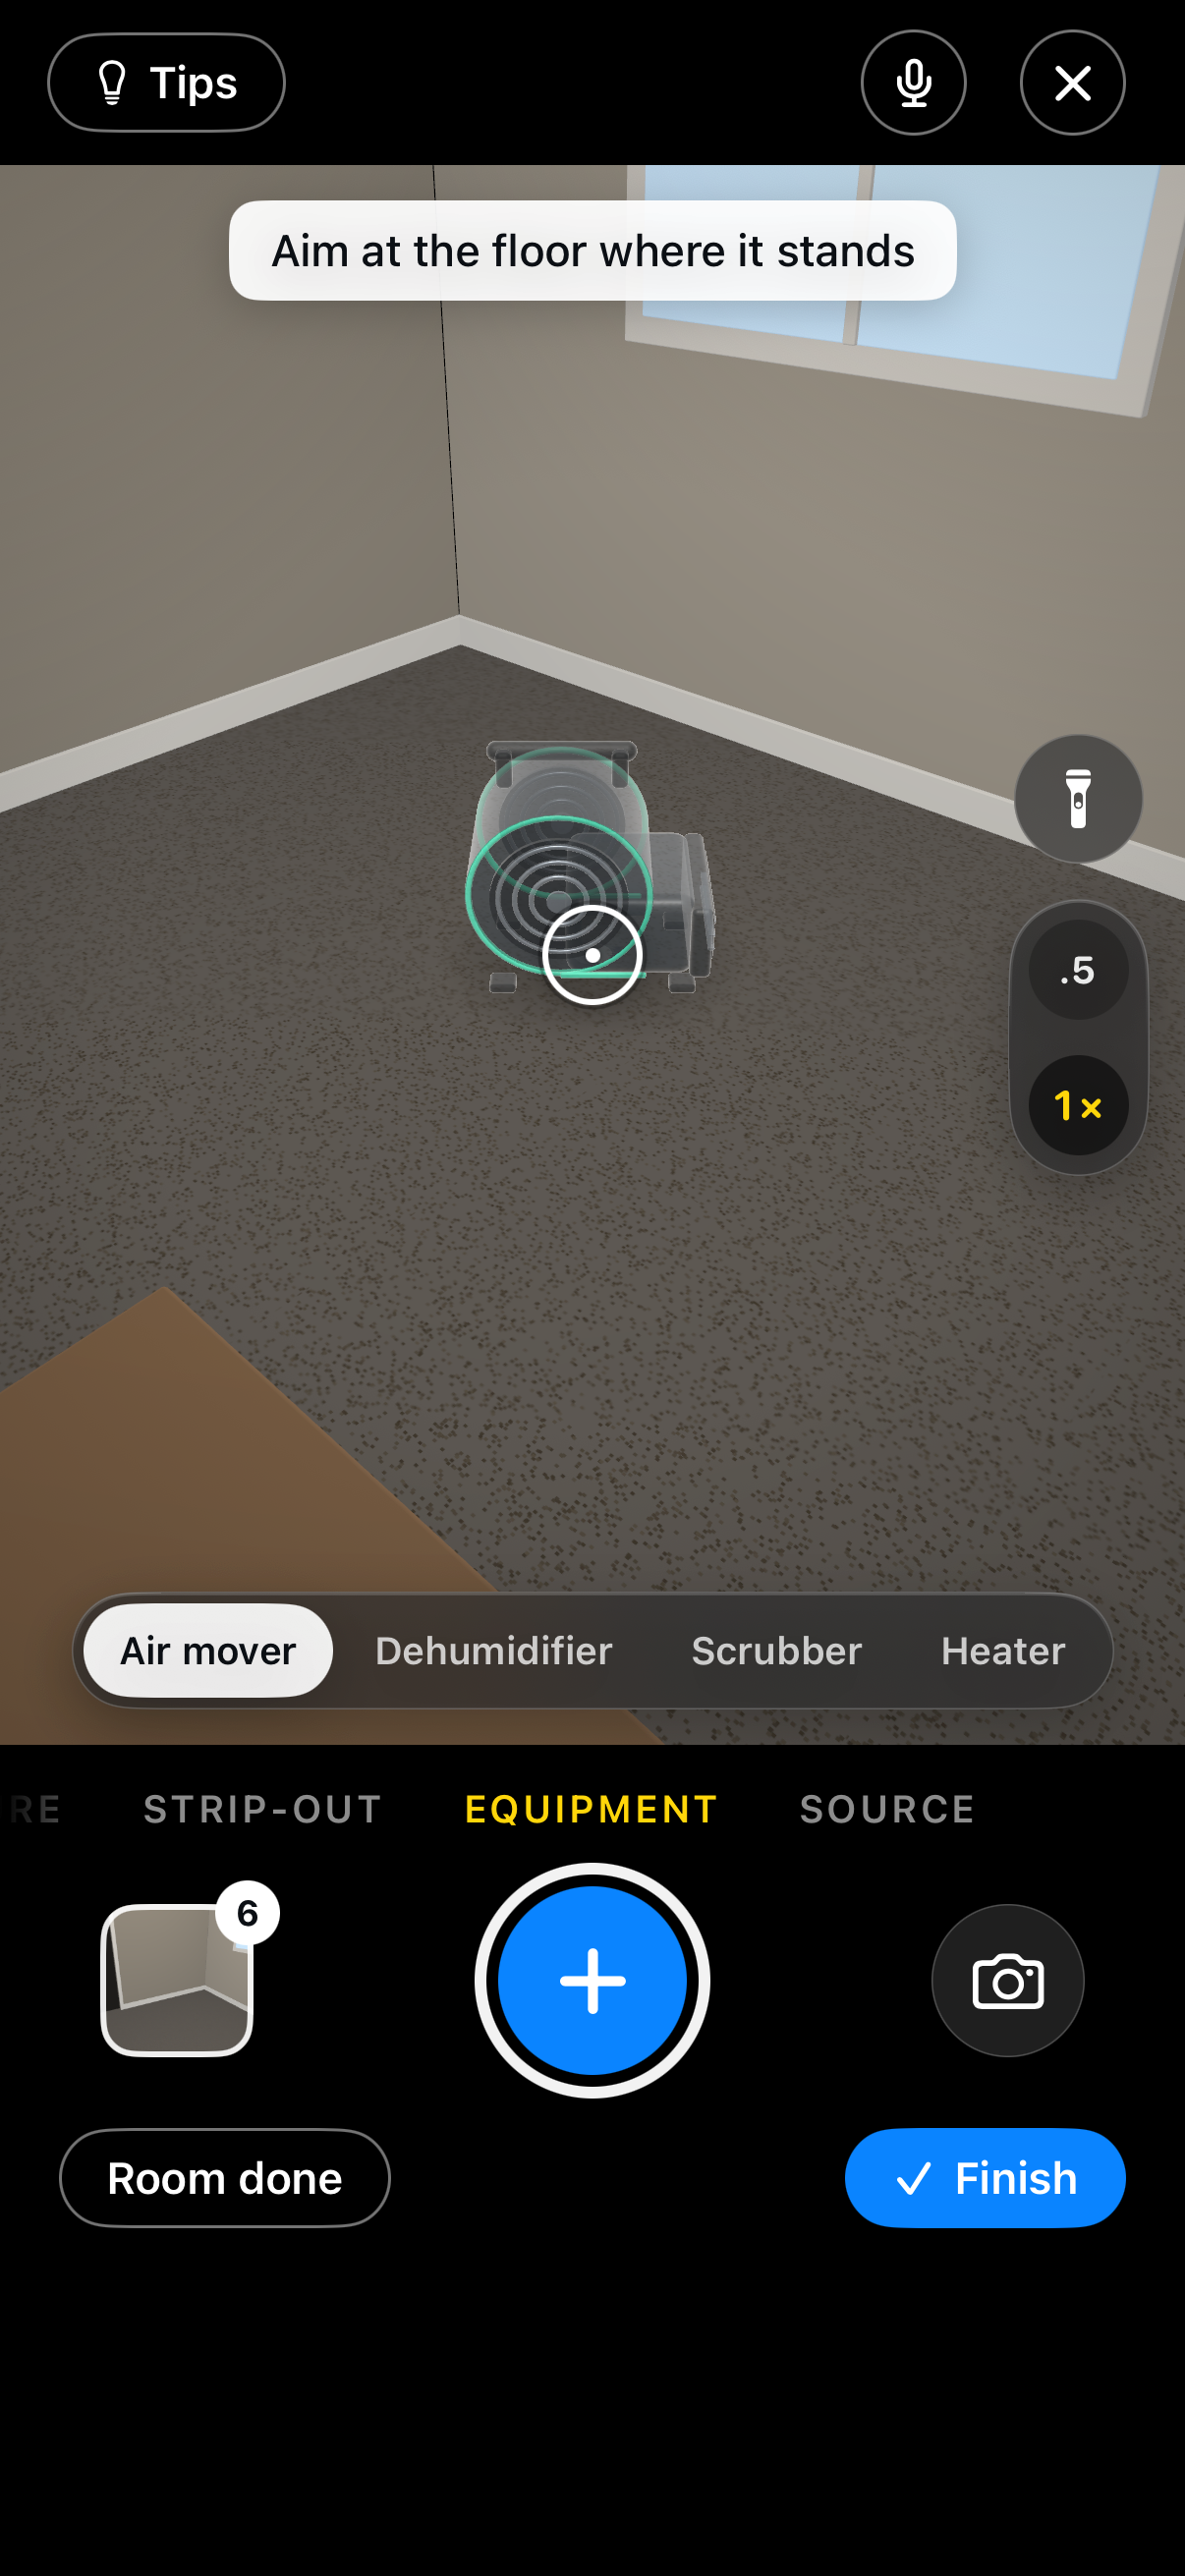 Tips
Aim at the floor where it stands
.5
1×
Air mover Dehumidifier Scrubber Heater
RE STRIP-OUT EQUIPMENT SOURCE
6
Room done Finish